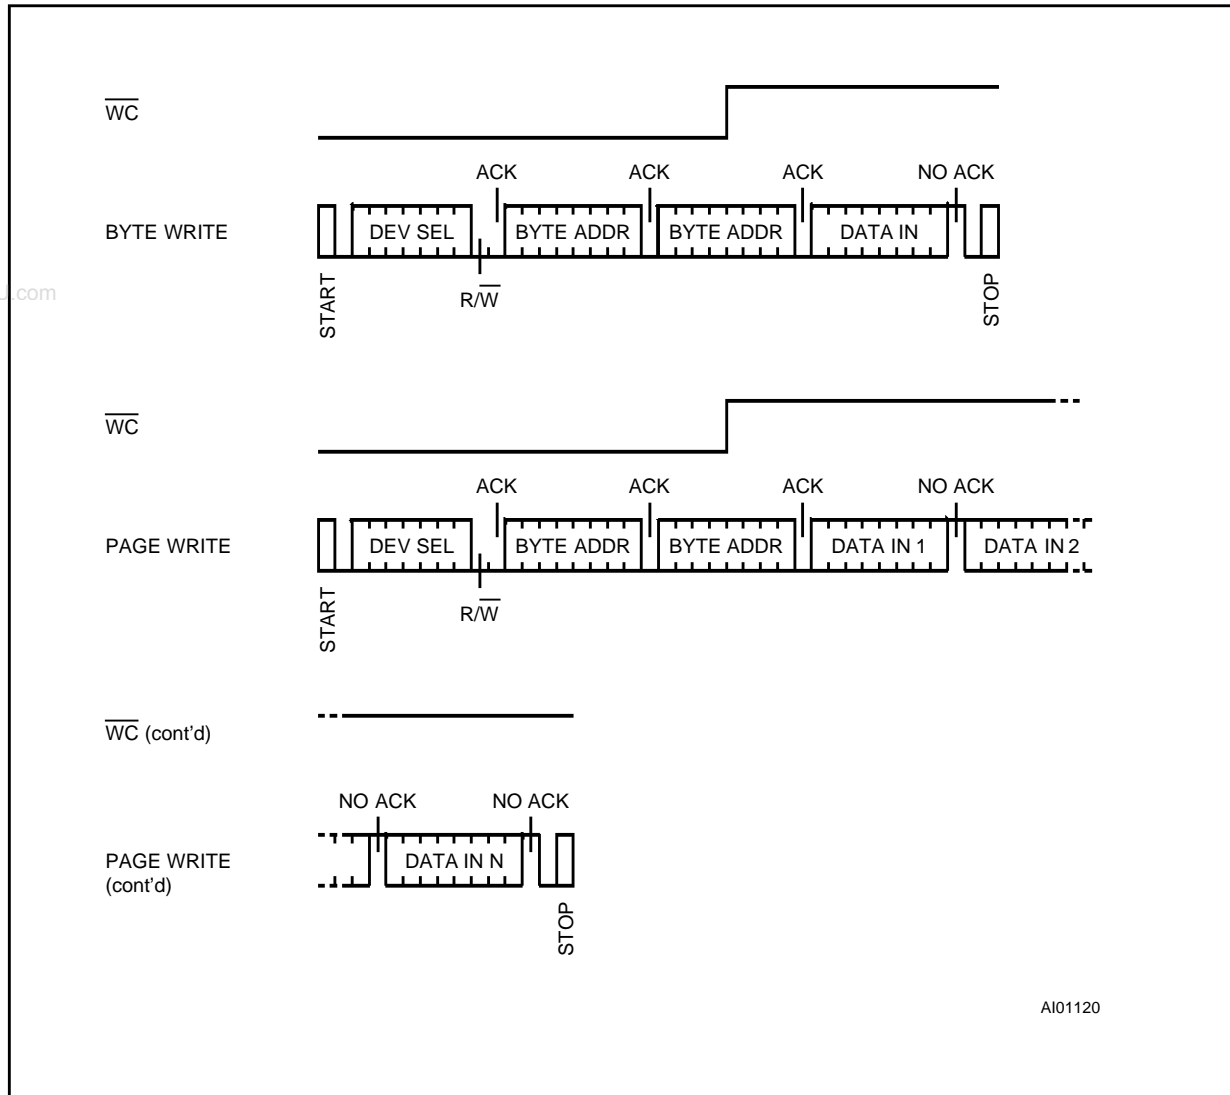 WC
ACK ACK ACK NO ACK
BYTE WRITE DEV SEL BYTE ADDR BYTE ADDR DATA IN
START R/W STOP
J.com
WC
ACK ACK ACK NO ACK
PAGE WRITE DEV SEL BYTE ADDR BYTE ADDR DATA IN 1 DATA IN 2
START R/W
WC (cont'd)
NO ACK NO ACK
PAGE WRITE DATA IN N
(cont'd)
STOP
AI01120